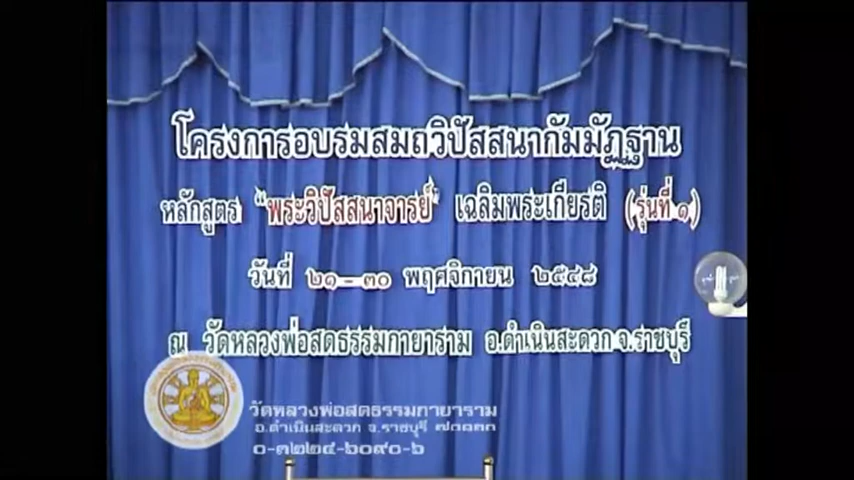 โครงการอบรมสมถวิปัสสนากัมมัฏฐาน
หลักสูตร "พระวิปัสสนาจารย์" เฉลิมพระเกียรติ (รุ่นที่ ๑)
วันที่ ๒๑ - ๓๐ พฤศจิกายน ๒๕๔๘
ณ วัดหลวงพ่อสดธรรมกายาราม อ.ดำเนินสะดวก จ.ราชบุรี
วัดหลวงพ่อสดธรรมกายาราม
อ.ดำเนินสะดวก จ.ราชบุรี ๗๐๑๓๐
๐-๓๒๒๕-๖๐๙๐-๖